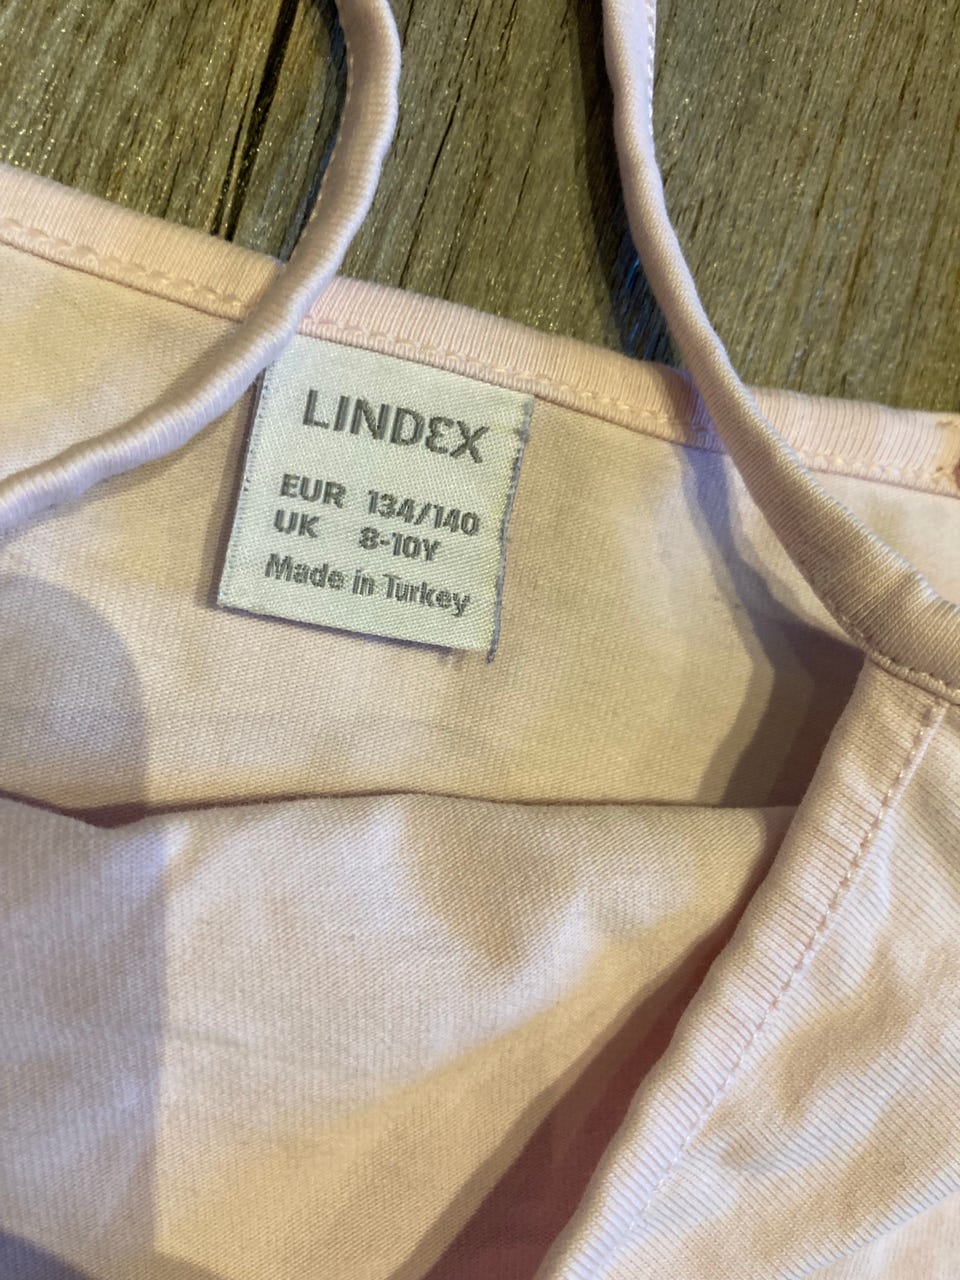 LINDEX
EUR 134/140
UK 8-10Y
Made in Turkey